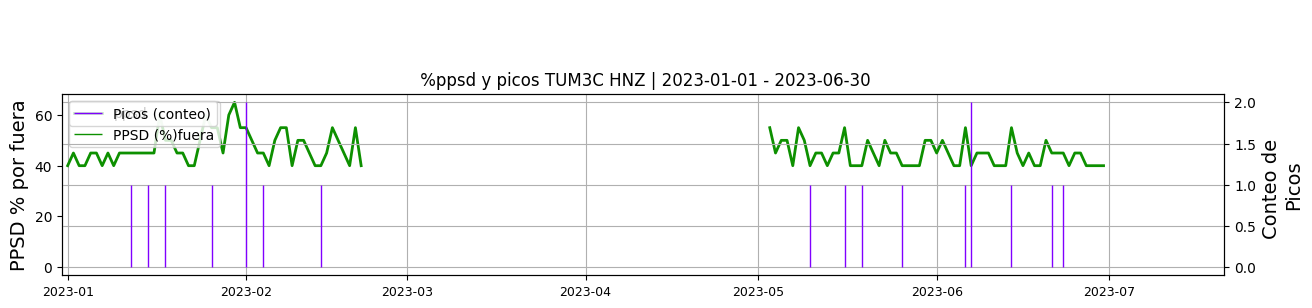 %ppsd y picos TUM3C HNZ | 2023-01-01 - 2023-06-30
PPSD % por fuera
60
40
20
0
Picos (conteo)
PPSD (%)fuera
2.0
1.5
1.0
0.5
0.0
Conteo de
Picos
2023-01
2023-02
2023-03
2023-04
2023-05
2023-06
2023-07